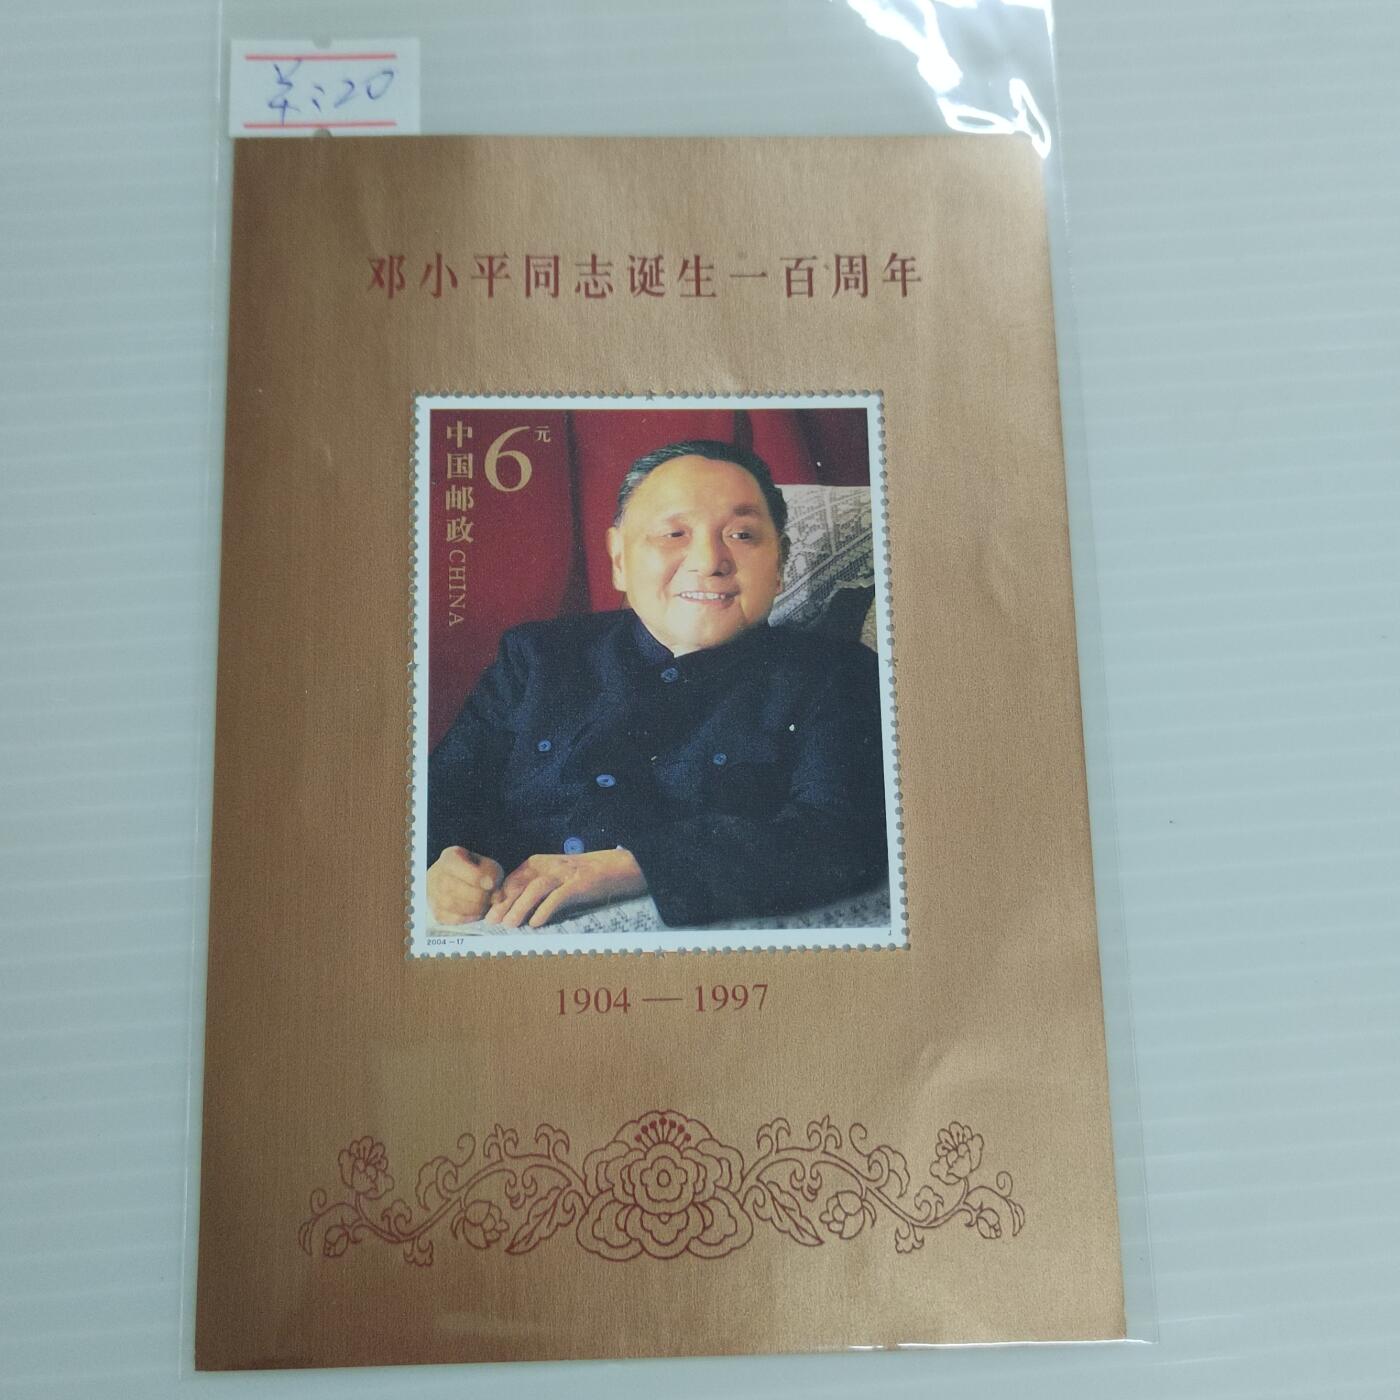 ¥:20
邓小平同志诞生一百周年
中国邮政 CHINA
6元
2004-17
J
1904—1997